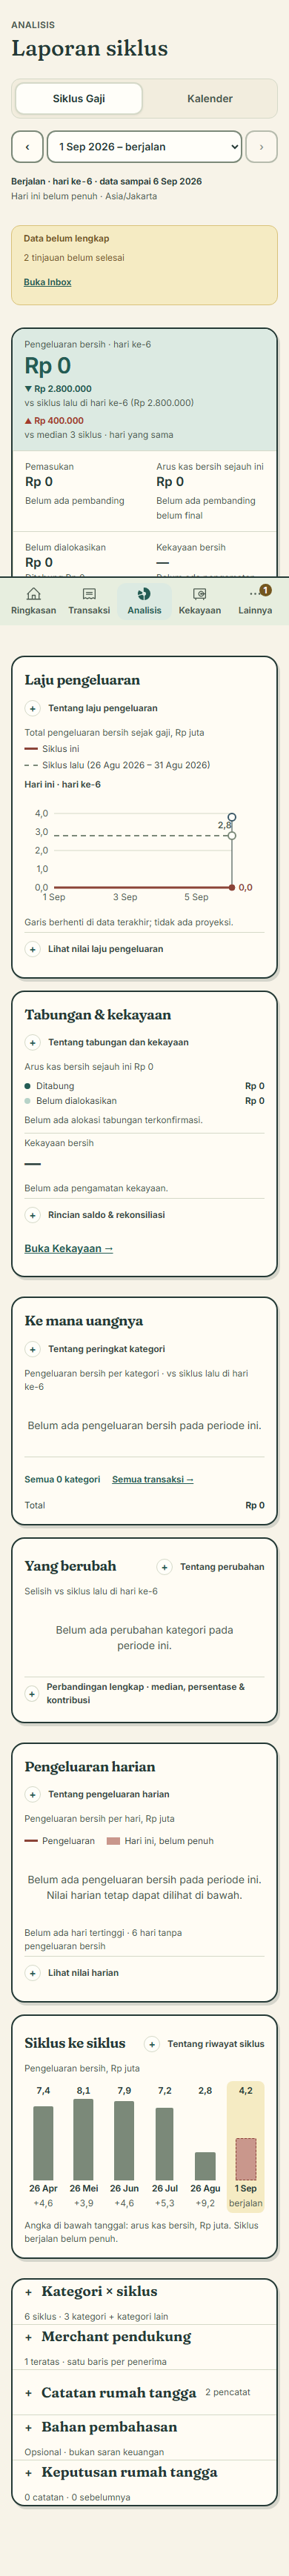 ANALISIS
Laporan siklus
Siklus Gaji
Kalender
‹
1 Sep 2026 – berjalan
›
Berjalan · hari ke-6 · data sampai 6 Sep 2026
Hari ini belum penuh · Asia/Jakarta
Data belum lengkap
2 tinjauan belum selesai
Buka Inbox
Pengeluaran bersih · hari ke-6
Rp 0
▼ Rp 2.800.000
vs siklus lalu di hari ke-6 (Rp 2.800.000)
▲ Rp 400.000
vs median 3 siklus · hari yang sama
Pemasukan
Rp 0
Belum ada pembanding
Arus kas bersih sejauh ini
Rp 0
Belum ada pembanding
belum final
Belum dialokasikan
Rp 0
Kekayaan bersih
—
Ringkasan
Transaksi
Analisis
Kekayaan
1
Lainnya
Laju pengeluaran
+ Tentang laju pengeluaran
Total pengeluaran bersih sejak gaji, Rp juta
Siklus ini
Siklus lalu (26 Agu 2026 – 31 Agu 2026)
Hari ini · hari ke-6
4,0
3,0
2,0
1,0
0,0
2,8
0,0
1 Sep
3 Sep
5 Sep
Garis berhenti di data terakhir; tidak ada proyeksi.
+ Lihat nilai laju pengeluaran
Tabungan & kekayaan
+ Tentang tabungan dan kekayaan
Arus kas bersih sejauh ini Rp 0
Ditabung Rp 0
Belum dialokasikan Rp 0
Belum ada alokasi tabungan terkonfirmasi.
Kekayaan bersih
—
Belum ada pengamatan kekayaan.
+ Rincian saldo & rekonsiliasi
Buka Kekayaan →
Ke mana uangnya
+ Tentang peringkat kategori
Pengeluaran bersih per kategori · vs siklus lalu di hari
ke-6
Belum ada pengeluaran bersih pada periode ini.
Semua 0 kategori Semua transaksi →
Total Rp 0
Yang berubah
+ Tentang perubahan
Selisih vs siklus lalu di hari ke-6
Belum ada perubahan kategori pada
periode ini.
+ Perbandingan lengkap · median, persentase &
kontribusi
Pengeluaran harian
+ Tentang pengeluaran harian
Pengeluaran bersih per hari, Rp juta
Pengeluaran Hari ini, belum penuh
Belum ada pengeluaran bersih pada periode ini.
Nilai harian tetap dapat dilihat di bawah.
Belum ada hari tertinggi · 6 hari tanpa
pengeluaran bersih
+ Lihat nilai harian
Siklus ke siklus
+ Tentang riwayat siklus
Pengeluaran bersih, Rp juta
7,4 8,1 7,9 7,2 2,8 4,2
26 Apr 26 Mei 26 Jun 26 Jul 26 Agu 1 Sep
+4,6 +3,9 +4,6 +5,3 +9,2 berjalan
Angka di bawah tanggal: arus kas bersih, Rp juta. Siklus
berjalan belum penuh.
+ Kategori × siklus
6 siklus · 3 kategori + kategori lain
+ Merchant pendukung
1 teratas · satu baris per penerima
+ Catatan rumah tangga 2 pencatat
+ Bahan pembahasan
Opsional · bukan saran keuangan
+ Keputusan rumah tangga
0 catatan · 0 sebelumnya